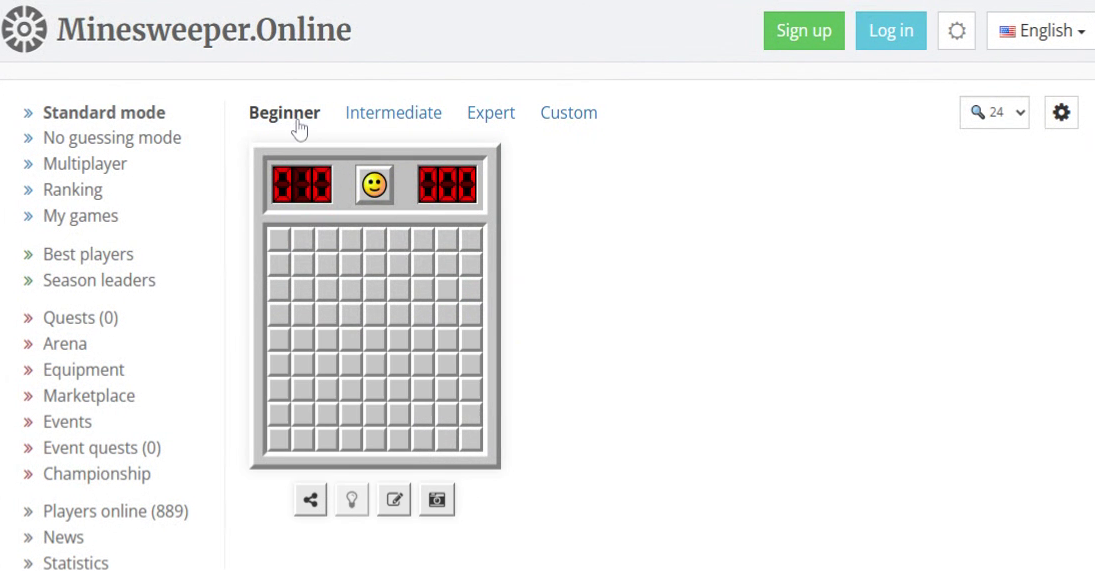 Minesweeper.Online
Sign up
Log in
English
Standard mode
No guessing mode
Multiplayer
Ranking
My games
Best players
Season leaders
Quests (0)
Arena
Equipment
Marketplace
Events
Event quests (0)
Championship
Players online (889)
News
Statistics
Beginner Intermediate Expert Custom
24
000